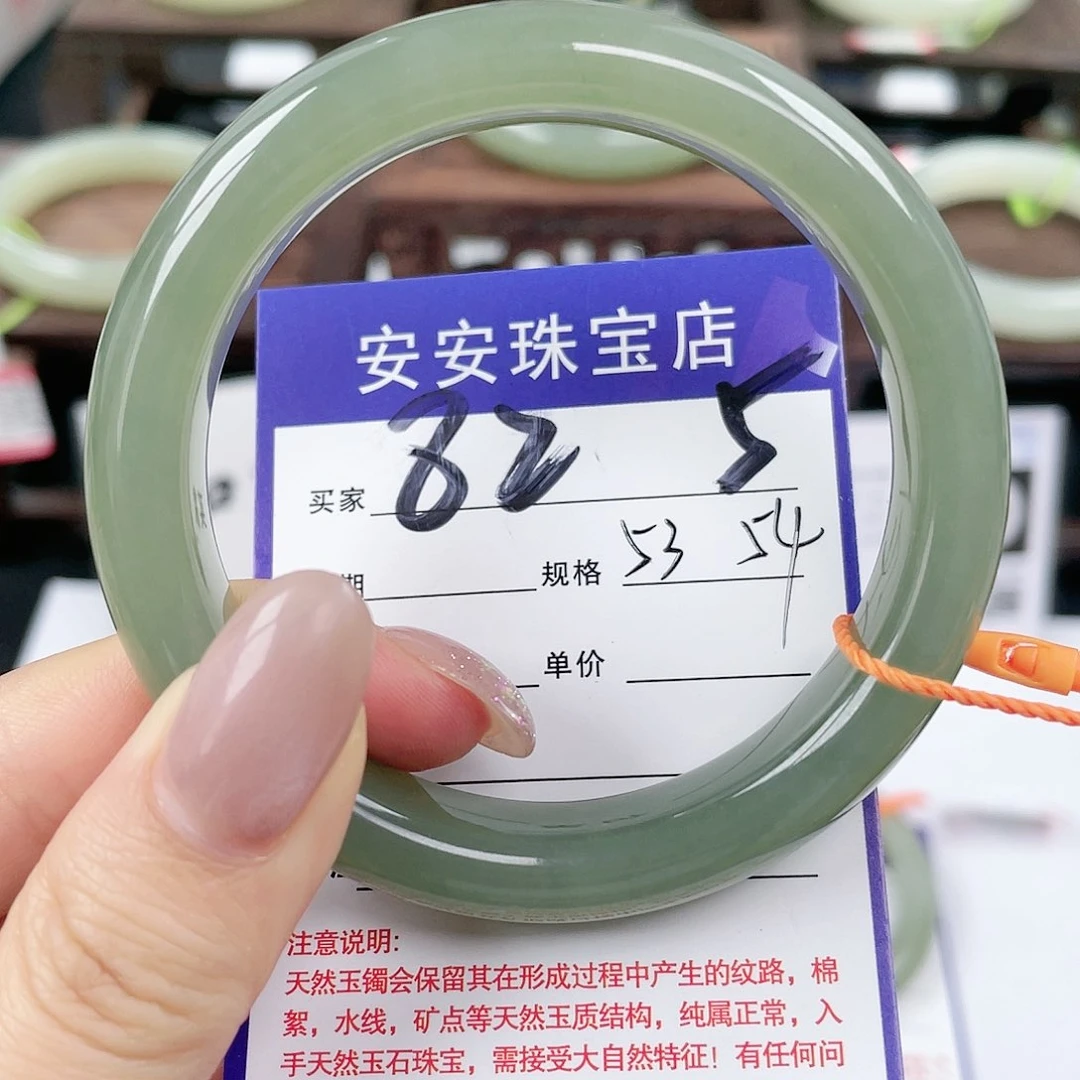 安安珠宝店
买家 82 5
期 规格 53 54
单价
注意说明:
天然玉镯会保留其在形成过程中产生的纹路，棉
絮，水线，矿点等天然玉质结构，纯属正常，入
手天然玉石珠宝，需接受大自然特征！有任何问